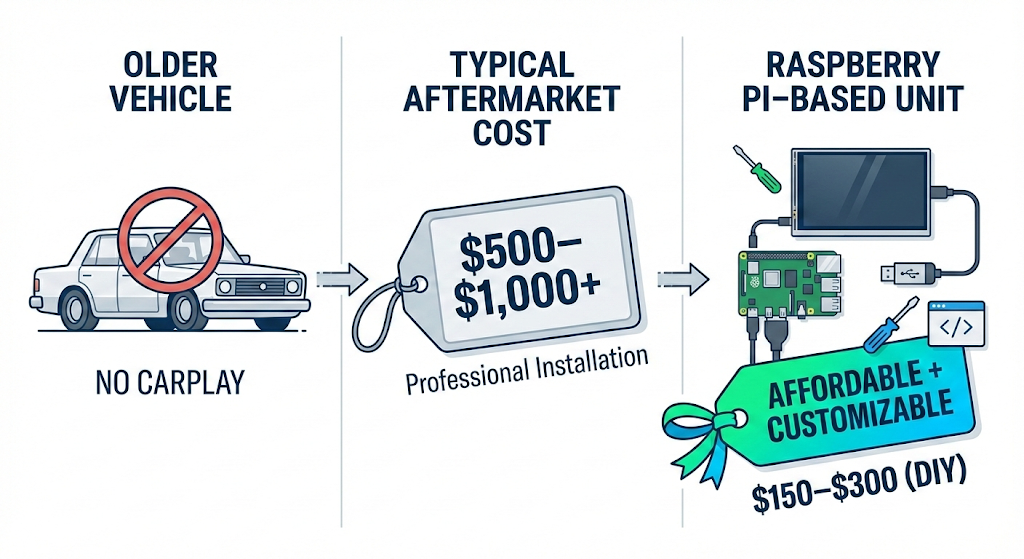 OLDER
VEHICLE
NO CARPLAY
TYPICAL
AFTERMARKET
COST
$500–
$1,000+
Professional Installation
RASPBERRY
PI–BASED UNIT
</>
AFFORDABLE +
CUSTOMIZABLE
$150–$300 (DIY)